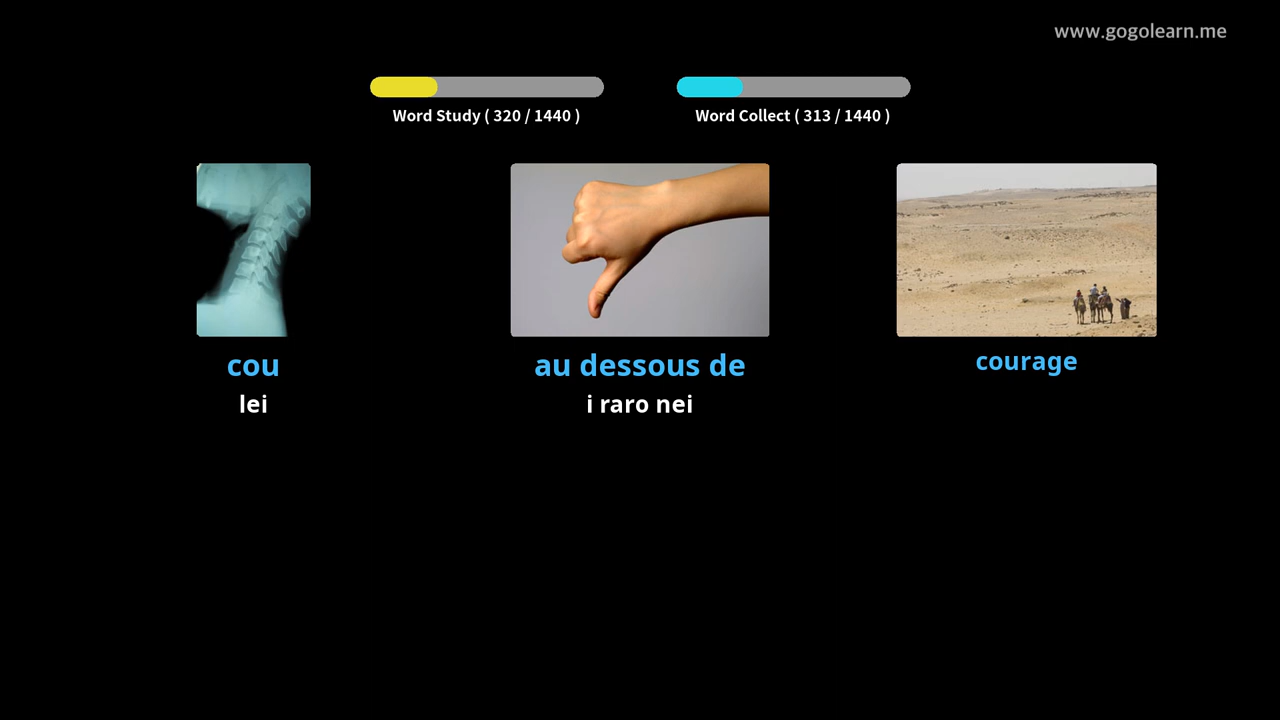 www.gogolearn.me
Word Study ( 320 / 1440 )
Word Collect ( 313 / 1440 )
cou
lei
au dessous de
i raro nei
courage